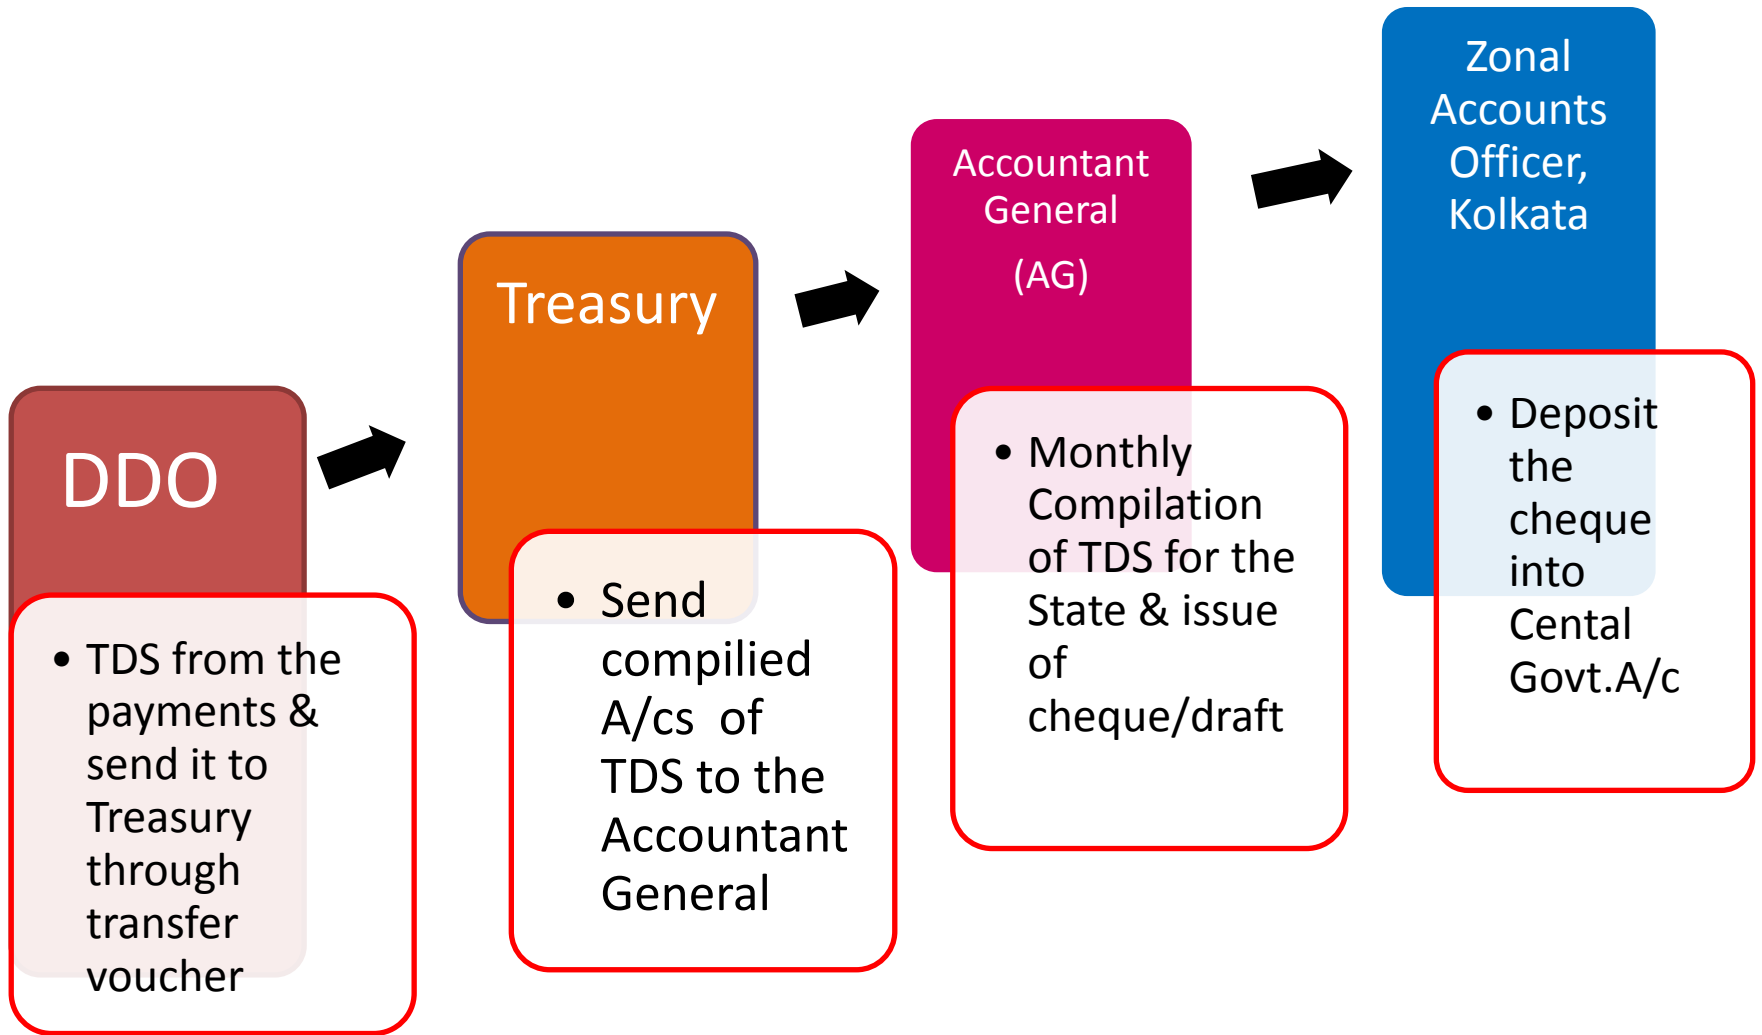 DDO
• TDS from the
payments &
send it to
Treasury
through
transfer
voucher
Treasury
• Send
compilied
A/cs of
TDS to the
Accountant
General
Accountant
General
(AG)
• Monthly
Compilation
of TDS for the
State & issue
of
cheque/draft
Zonal
Accounts
Officer,
Kolkata
• Deposit
the
cheque
into
Cental
Govt.A/c